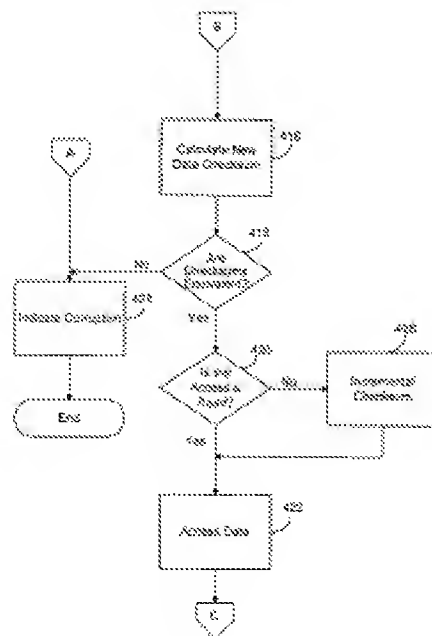 B
416
Calculate New
Data Checksum
A
418
No
Are
Checksums
Equivalent?
424
Indicate Corruption
Yes
420
Is the
Access a
Read?
No
Incremental
Checksum
End
Yes
422
Access Data
C